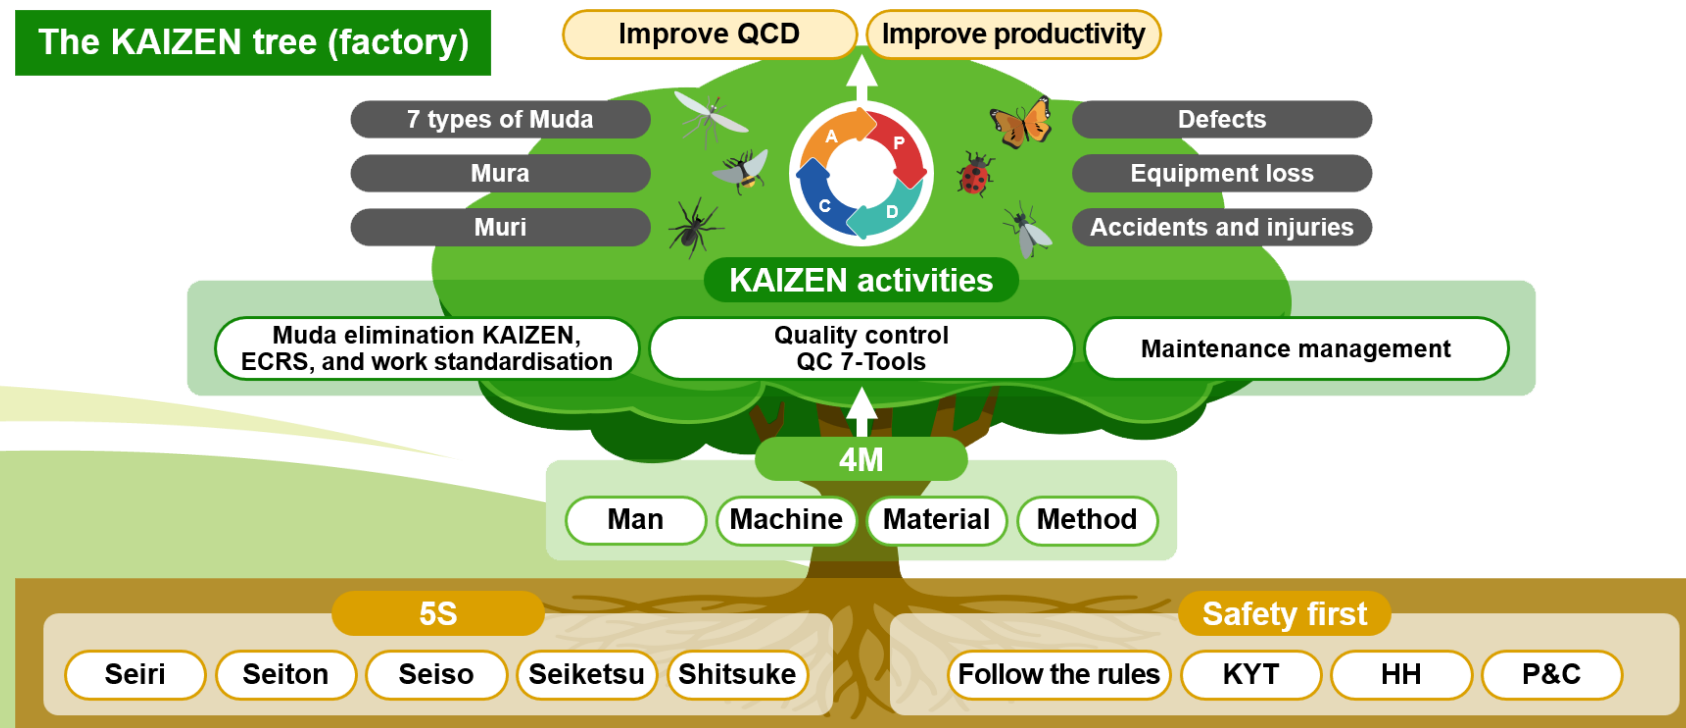 The KAIZEN tree (factory)
Improve QCD
Improve productivity
7 types of Muda
Mura
Muri
A
P
C
D
Defects
Equipment loss
Accidents and injuries
KAIZEN activities
Muda elimination KAIZEN,
ECRS, and work standardisation
Quality control
QC 7-Tools
Maintenance management
4M
Man
Machine
Material
Method
5S
Seiri
Seiton
Seiso
Seiketsu
Shitsuke
Safety first
Follow the rules
KYT
HH
P&C